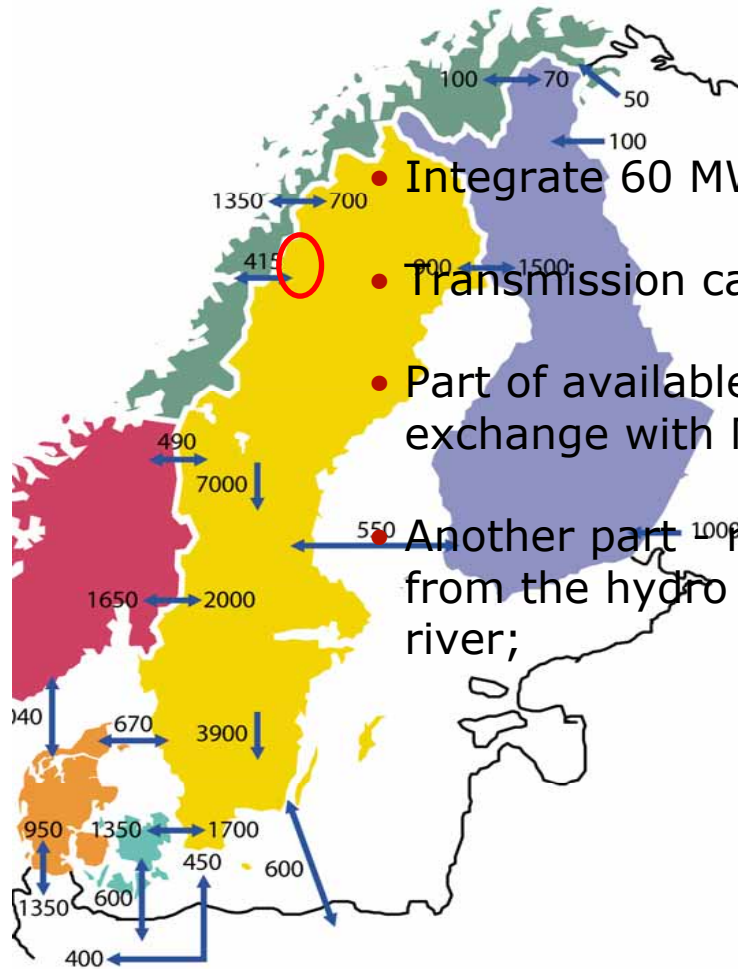 100 70
50
100
• Integrate 60 MW
1350 700
415
900 1500
• Transmission ca
• Part of available
exchange with
490
7000
550
1000
• Another part –
from the hydro
river;
1650 2000
040
670
3900
950 1350 1700
450
600
600
1350
400